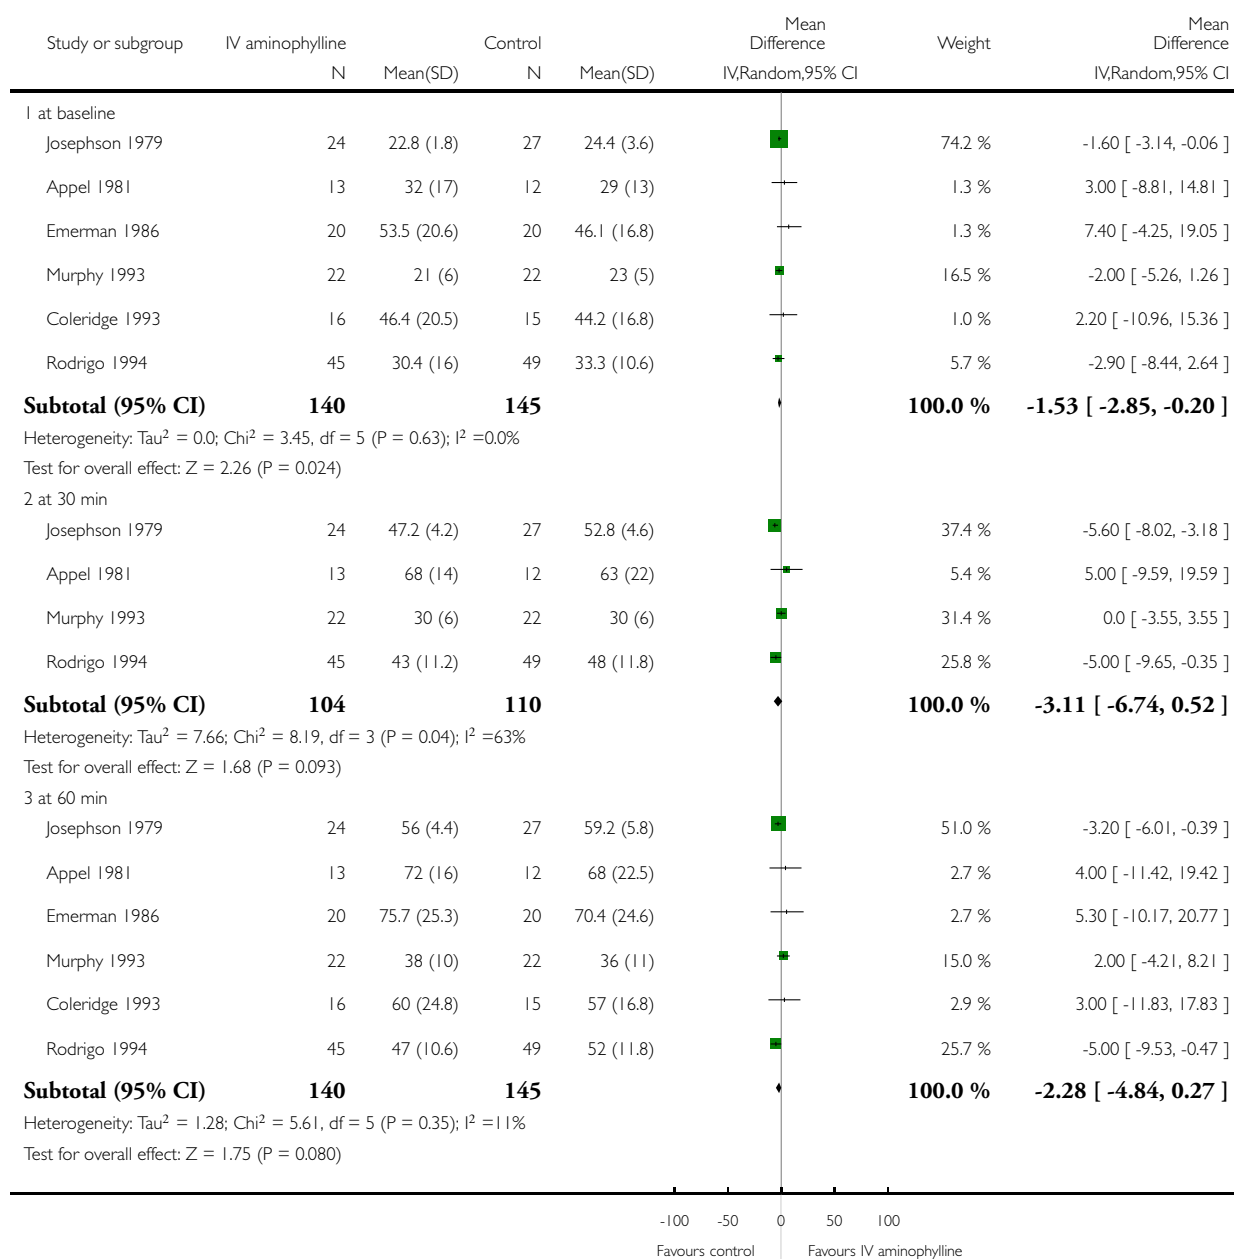 Study or subgroup IV aminophylline Control Mean Difference Weight Mean Difference
N Mean(SD) N Mean(SD) IV,Random,95% CI IV,Random,95% CI
1 at baseline
Josephson 1979 24 22.8 (1.8) 27 24.4 (3.6) 74.2 % -1.60 [ -3.14, -0.06 ]
Appel 1981 13 32 (17) 12 29 (13) 1.3 % 3.00 [ -8.81, 14.81 ]
Emerman 1986 20 53.5 (20.6) 20 46.1 (16.8) 1.3 % 7.40 [ -4.25, 19.05 ]
Murphy 1993 22 21 (6) 22 23 (5) 16.5 % -2.00 [ -5.26, 1.26 ]
Coleridge 1993 16 46.4 (20.5) 15 44.2 (16.8) 1.0 % 2.20 [ -10.96, 15.36 ]
Rodrigo 1994 45 30.4 (16) 49 33.3 (10.6) 5.7 % -2.90 [ -8.44, 2.64 ]
Subtotal (95% CI) 140 145 100.0 % -1.53 [ -2.85, -0.20 ]
Heterogeneity: Tau² = 0.0; Chi² = 3.45, df = 5 (P = 0.63); I² =0.0%
Test for overall effect: Z = 2.26 (P = 0.024)
2 at 30 min
Josephson 1979 24 47.2 (4.2) 27 52.8 (4.6) 37.4 % -5.60 [ -8.02, -3.18 ]
Appel 1981 13 68 (14) 12 63 (22) 5.4 % 5.00 [ -9.59, 19.59 ]
Murphy 1993 22 30 (6) 22 30 (6) 31.4 % 0.0 [ -3.55, 3.55 ]
Rodrigo 1994 45 43 (11.2) 49 48 (11.8) 25.8 % -5.00 [ -9.65, -0.35 ]
Subtotal (95% CI) 104 110 100.0 % -3.11 [ -6.74, 0.52 ]
Heterogeneity: Tau² = 7.66; Chi² = 8.19, df = 3 (P = 0.04); I² =63%
Test for overall effect: Z = 1.68 (P = 0.093)
3 at 60 min
Josephson 1979 24 56 (4.4) 27 59.2 (5.8) 51.0 % -3.20 [ -6.01, -0.39 ]
Appel 1981 13 72 (16) 12 68 (22.5) 2.7 % 4.00 [ -11.42, 19.42 ]
Emerman 1986 20 75.7 (25.3) 20 70.4 (24.6) 2.7 % 5.30 [ -10.17, 20.77 ]
Murphy 1993 22 38 (10) 22 36 (11) 15.0 % 2.00 [ -4.21, 8.21 ]
Coleridge 1993 16 60 (24.8) 15 57 (16.8) 2.9 % 3.00 [ -11.83, 17.83 ]
Rodrigo 1994 45 47 (10.6) 49 52 (11.8) 25.7 % -5.00 [ -9.53, -0.47 ]
Subtotal (95% CI) 140 145 100.0 % -2.28 [ -4.84, 0.27 ]
Heterogeneity: Tau² = 1.28; Chi² = 5.61, df = 5 (P = 0.35); I² =11%
Test for overall effect: Z = 1.75 (P = 0.080)
-100 -50 0 50 100
Favours control Favours IV aminophylline